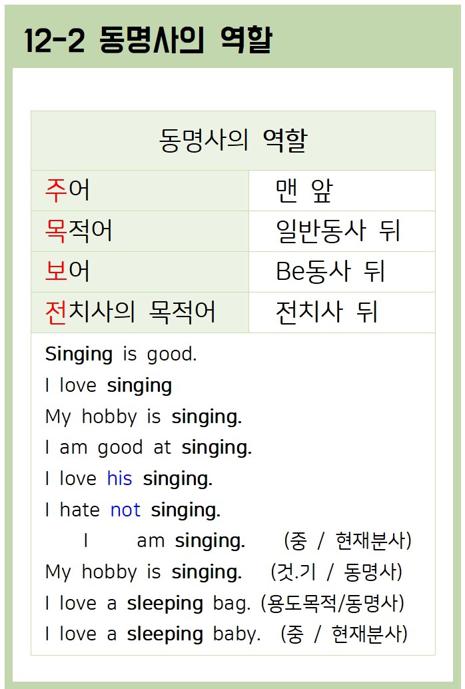 12-2 동명사의 역할
동명사의 역할
주어 맨 앞
목적어 일반동사 뒤
보어 Be동사 뒤
전치사의 목적어 전치사 뒤
Singing is good.
I love singing
My hobby is singing.
I am good at singing.
I love his singing.
I hate not singing.
I am singing. (중 / 현재분사)
My hobby is singing. (것.기 / 동명사)
I love a sleeping bag. (용도목적/동명사)
I love a sleeping baby. (중 / 현재분사)